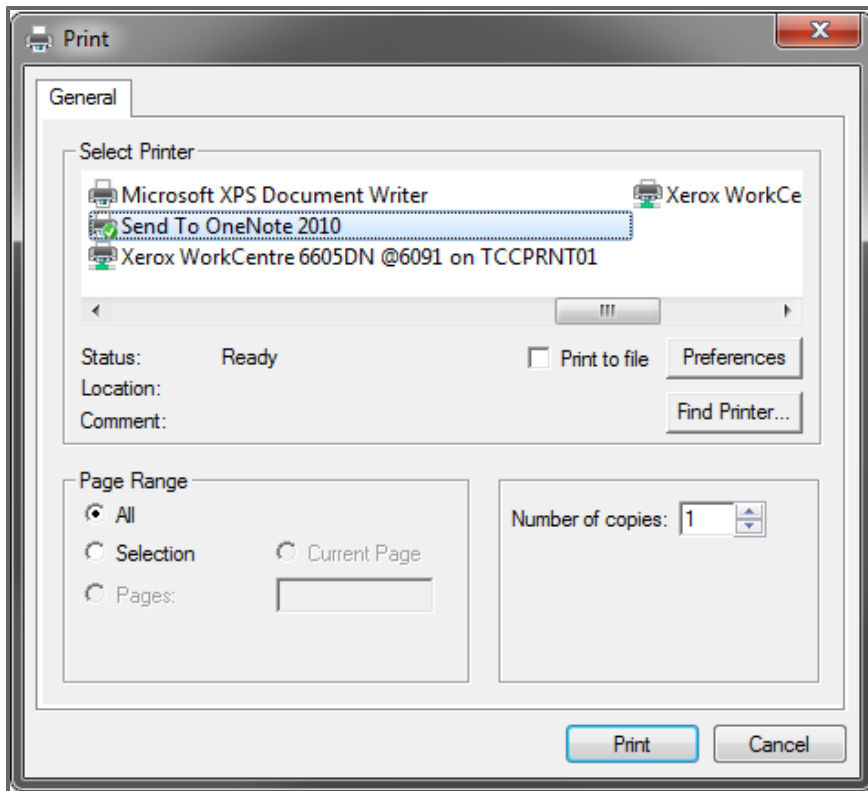 Print
General
Select Printer
Microsoft XPS Document Writer
Xerox WorkCe
Send To OneNote 2010
Xerox WorkCentre 6605DN @6091 on TCCPRNT01
Status: Ready
Print to file
Preferences
Location:
Comment:
Find Printer...
Page Range
All
Number of copies: 1
Selection
Current Page
Pages:
Print
Cancel